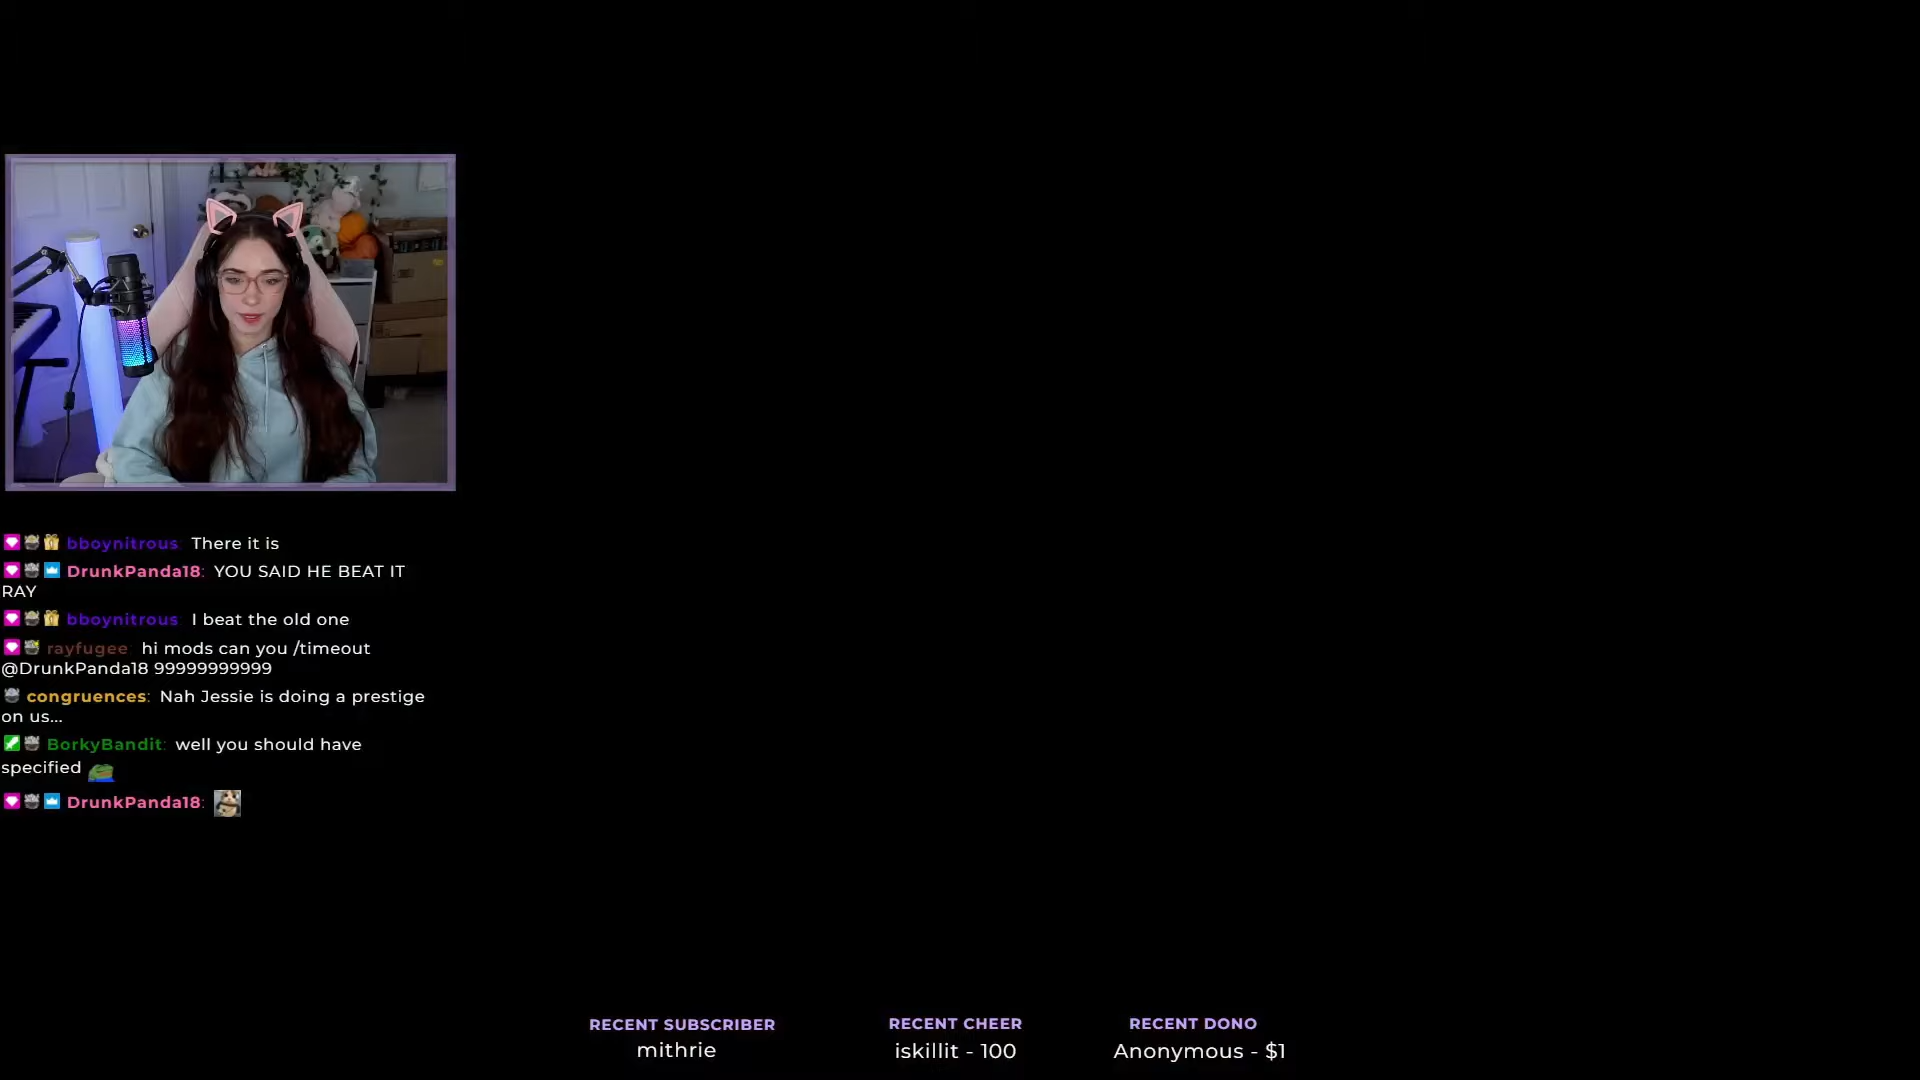 bboynitrous There it is
DrunkPanda18: YOU SAID HE BEAT IT
RAY
bboynitrous I beat the old one
rayfugee: hi mods can you /timeout
@DrunkPanda18 99999999999
congruences: Nah Jessie is doing a prestige
on us...
BorkyBandit: well you should have
specified
DrunkPanda18:
RECENT SUBSCRIBER
mithrie
RECENT CHEER
iskillit - 100
RECENT DONO
Anonymous - $1